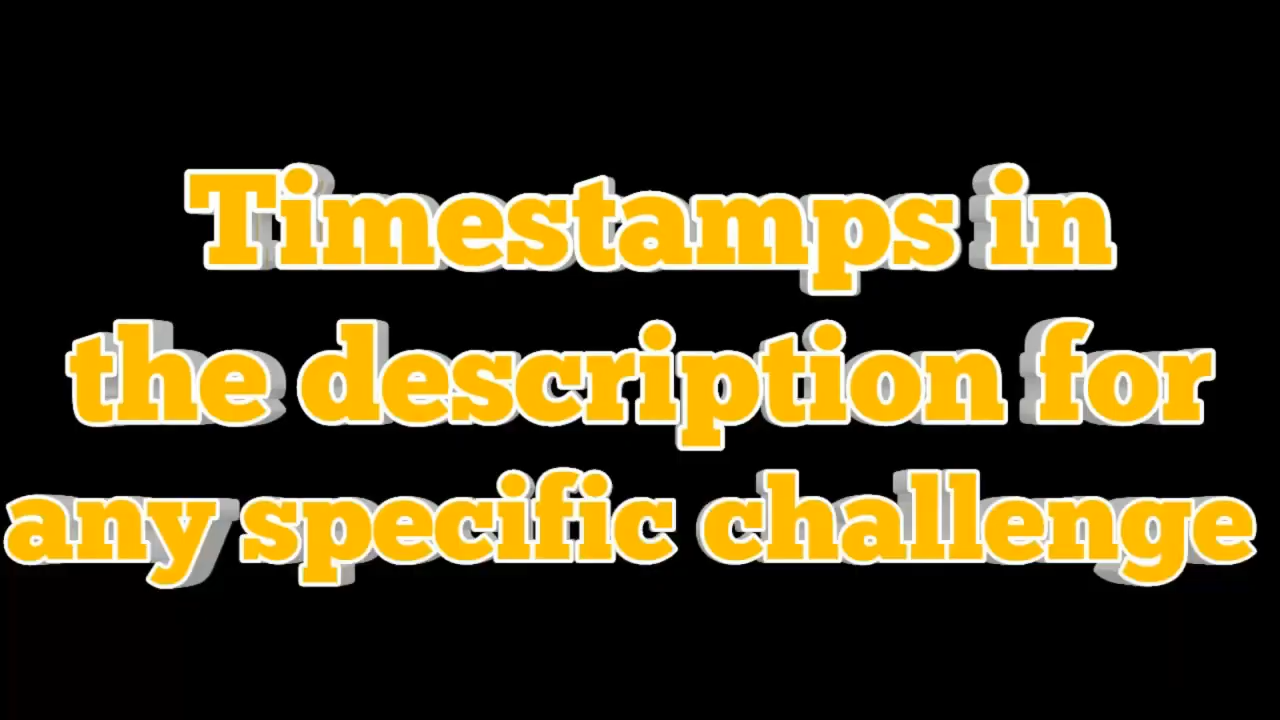 Timestamps in
the description for
any specific challenge